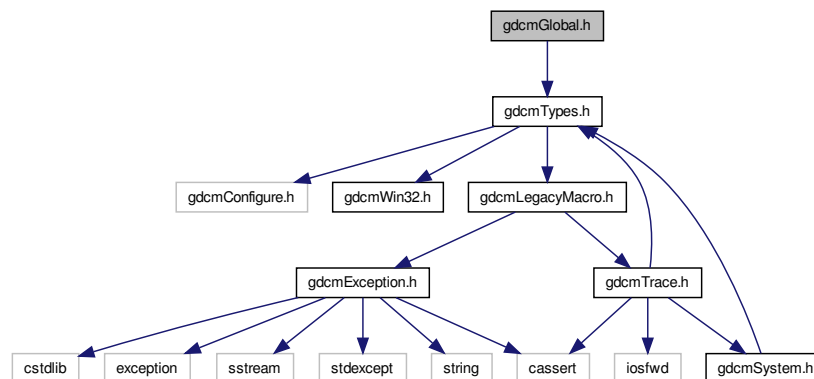 gdcmGlobal.h
gdcmTypes.h
gdcmConfigure.h
gdcmWin32.h
gdcmLegacyMacro.h
gdcmException.h
gdcmTrace.h
cstdlib
exception
sstream
stdexcept
string
cassert
iosfwd
gdcmSystem.h